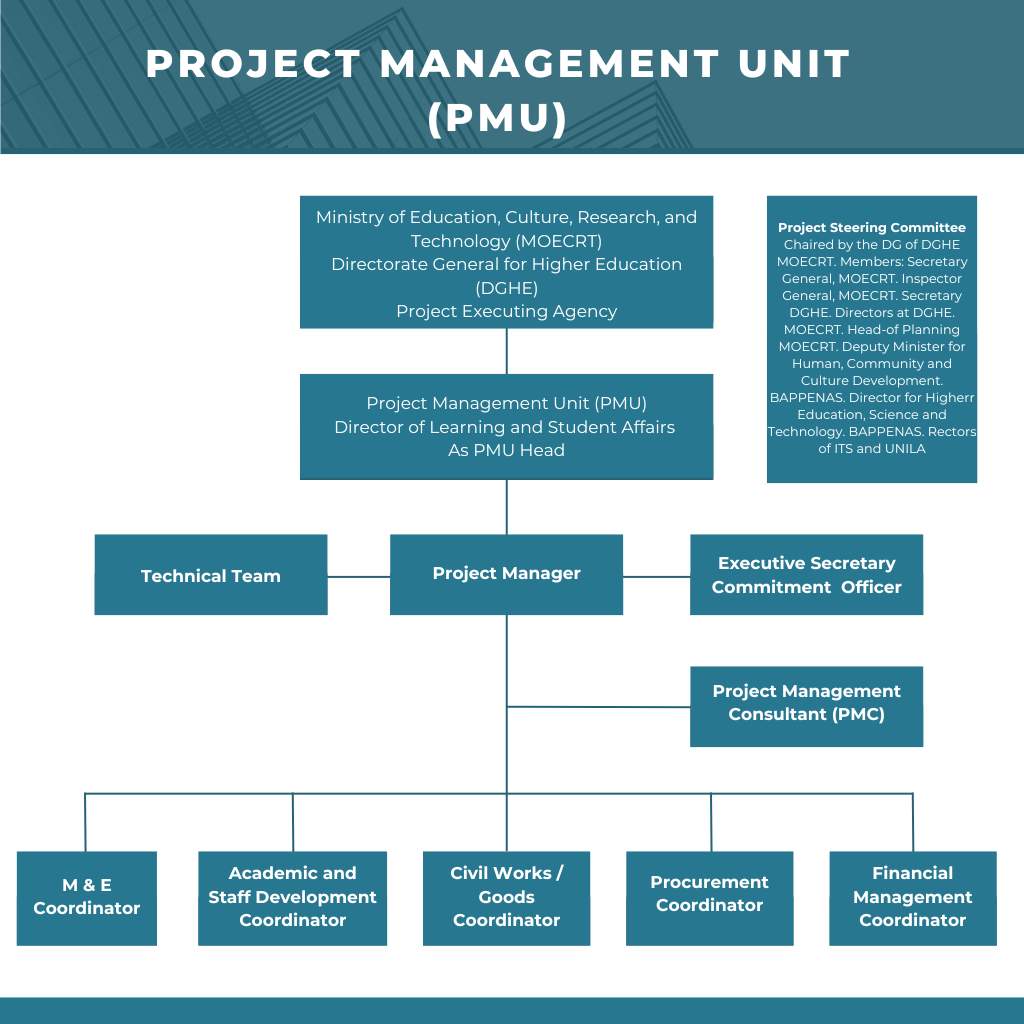 PROJECT MANAGEMENT UNIT
(PMU)
Ministry of Education, Culture, Research, and
Technology (MOECRT)
Directorate General for Higher Education
(DGHE)
Project Executing Agency
Project Steering Committee
Chaired by the DG of DGHE
MOECRT. Members: Secretary
General, MOECRT. Inspector
General, MOECRT. Secretary
DGHE. Directors at DGHE.
MOECRT. Head-of Planning
MOECRT. Deputy Minister for
Human, Community and
Culture Development.
BAPPENAS. Director for Higherr
Education, Science and
Technology. BAPPENAS. Rectors
of ITS and UNILA
Project Management Unit (PMU)
Director of Learning and Student Affairs
As PMU Head
Technical Team
Project Manager
Executive Secretary
Commitment  Officer
Project Management
Consultant (PMC)
M & E
Coordinator
Academic and
Staff Development
Coordinator
Civil Works /
Goods
Coordinator
Procurement
Coordinator
Financial
Management
Coordinator